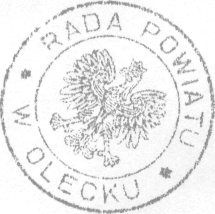 RADA POWIATU
* W OLECKU *